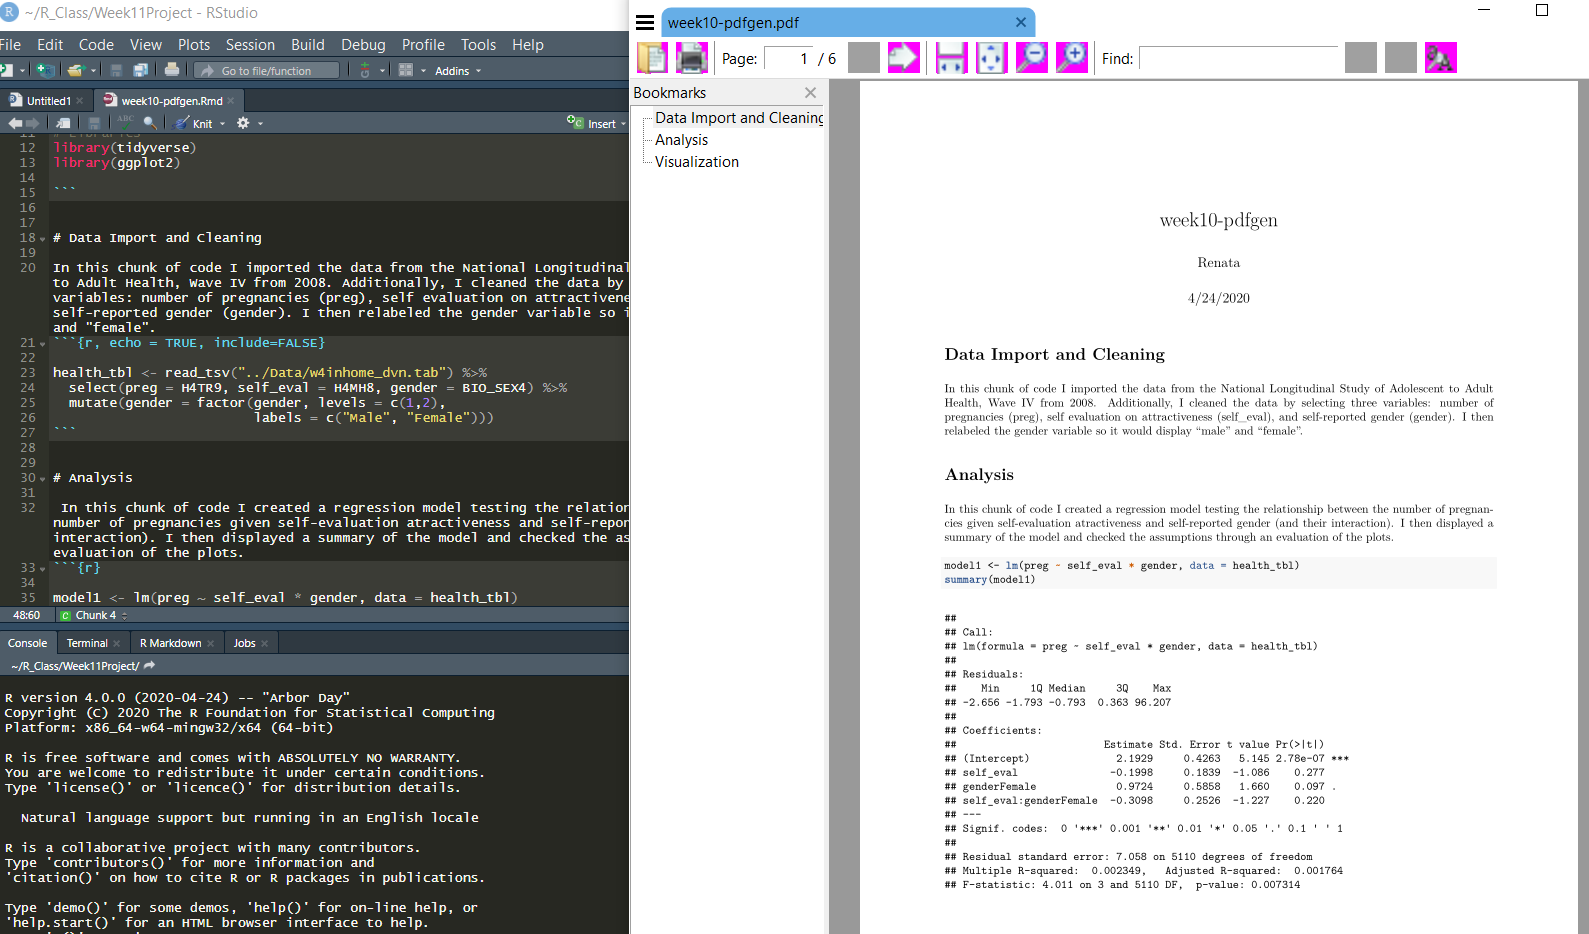 ~/R_Class/Week11Project - RStudio
File Edit Code View Plots Session Build Debug Profile Tools Help
Go to file/function Addins
Untitled1 week10-pdfgen.Rmd
ABC Knit Insert
11 # Libraries
12 library(tidyverse)
13 library(ggplot2)
14
15 ```
16
17
18 # Data Import and Cleaning
19
20 In this chunk of code I imported the data from the National Longitudinal
to Adult Health, Wave IV from 2008. Additionally, I cleaned the data by
variables: number of pregnancies (preg), self evaluation on attractivene
self-reported gender (gender). I then relabeled the gender variable so i
and "female".
21 ```{r, echo = TRUE, include=FALSE}
22
23 health_tbl <- read_tsv("../Data/w4inhome_dvn.tab") %>%
24 select(preg = H4TR9, self_eval = H4MH8, gender = BIO_SEX4) %>%
25 mutate(gender = factor(gender, levels = c(1,2),
26 labels = c("Male", "Female")))
27 ```
28
29
30 # Analysis
31
32 In this chunk of code I created a regression model testing the relation
number of pregnancies given self-evaluation atractiveness and self-repor
interaction). I then displayed a summary of the model and checked the as
evaluation of the plots.
33 ```{r}
34
35 model1 <- lm(preg ~ self_eval * gender, data = health_tbl)
48:60 C Chunk 4
Console Terminal R Markdown Jobs
~/R_Class/Week11Project/
R version 4.0.0 (2020-04-24) -- "Arbor Day"
Copyright (C) 2020 The R Foundation for Statistical Computing
Platform: x86_64-w64-mingw32/x64 (64-bit)
R is free software and comes with ABSOLUTELY NO WARRANTY.
You are welcome to redistribute it under certain conditions.
Type 'license()' or 'licence()' for distribution details.
Natural language support but running in an English locale
R is a collaborative project with many contributors.
Type 'contributors()' for more information and
'citation()' on how to cite R or R packages in publications.
Type 'demo()' for some demos, 'help()' for on-line help, or
'help.start()' for an HTML browser interface to help.
week10-pdfgen.pdf
Page: 1 / 6 Find:
Bookmarks
Data Import and Cleaning
Analysis
Visualization
week10-pdfgen
Renata
4/24/2020
Data Import and Cleaning
In this chunk of code I imported the data from the National Longitudinal Study of Adolescent to Adult
Health, Wave IV from 2008. Additionally, I cleaned the data by selecting three variables: number of
pregnancies (preg), self evaluation on attractiveness (self_eval), and self-reported gender (gender). I then
relabeled the gender variable so it would display “male” and “female”.
Analysis
In this chunk of code I created a regression model testing the relationship between the number of pregnan-
cies given self-evaluation atractiveness and self-reported gender (and their interaction). I then displayed a
summary of the model and checked the assumptions through an evaluation of the plots.
model1 <- lm(preg ~ self_eval * gender, data = health_tbl)
summary(model1)
##
## Call:
## lm(formula = preg ~ self_eval * gender, data = health_tbl)
##
## Residuals:
## Min 1Q Median 3Q Max
## -2.656 -1.793 -0.793 0.363 96.207
##
## Coefficients:
## Estimate Std. Error t value Pr(>|t|)
## (Intercept) 2.1929 0.4263 5.145 2.78e-07 ***
## self_eval -0.1998 0.1839 -1.086 0.277
## genderFemale 0.9724 0.5858 1.660 0.097 .
## self_eval:genderFemale -0.3098 0.2526 -1.227 0.220
## ---
## Signif. codes: 0 '***' 0.001 '**' 0.01 '*' 0.05 '.' 0.1 ' ' 1
##
## Residual standard error: 7.058 on 5110 degrees of freedom
## Multiple R-squared: 0.002349, Adjusted R-squared: 0.001764
## F-statistic: 4.011 on 3 and 5110 DF, p-value: 0.007314